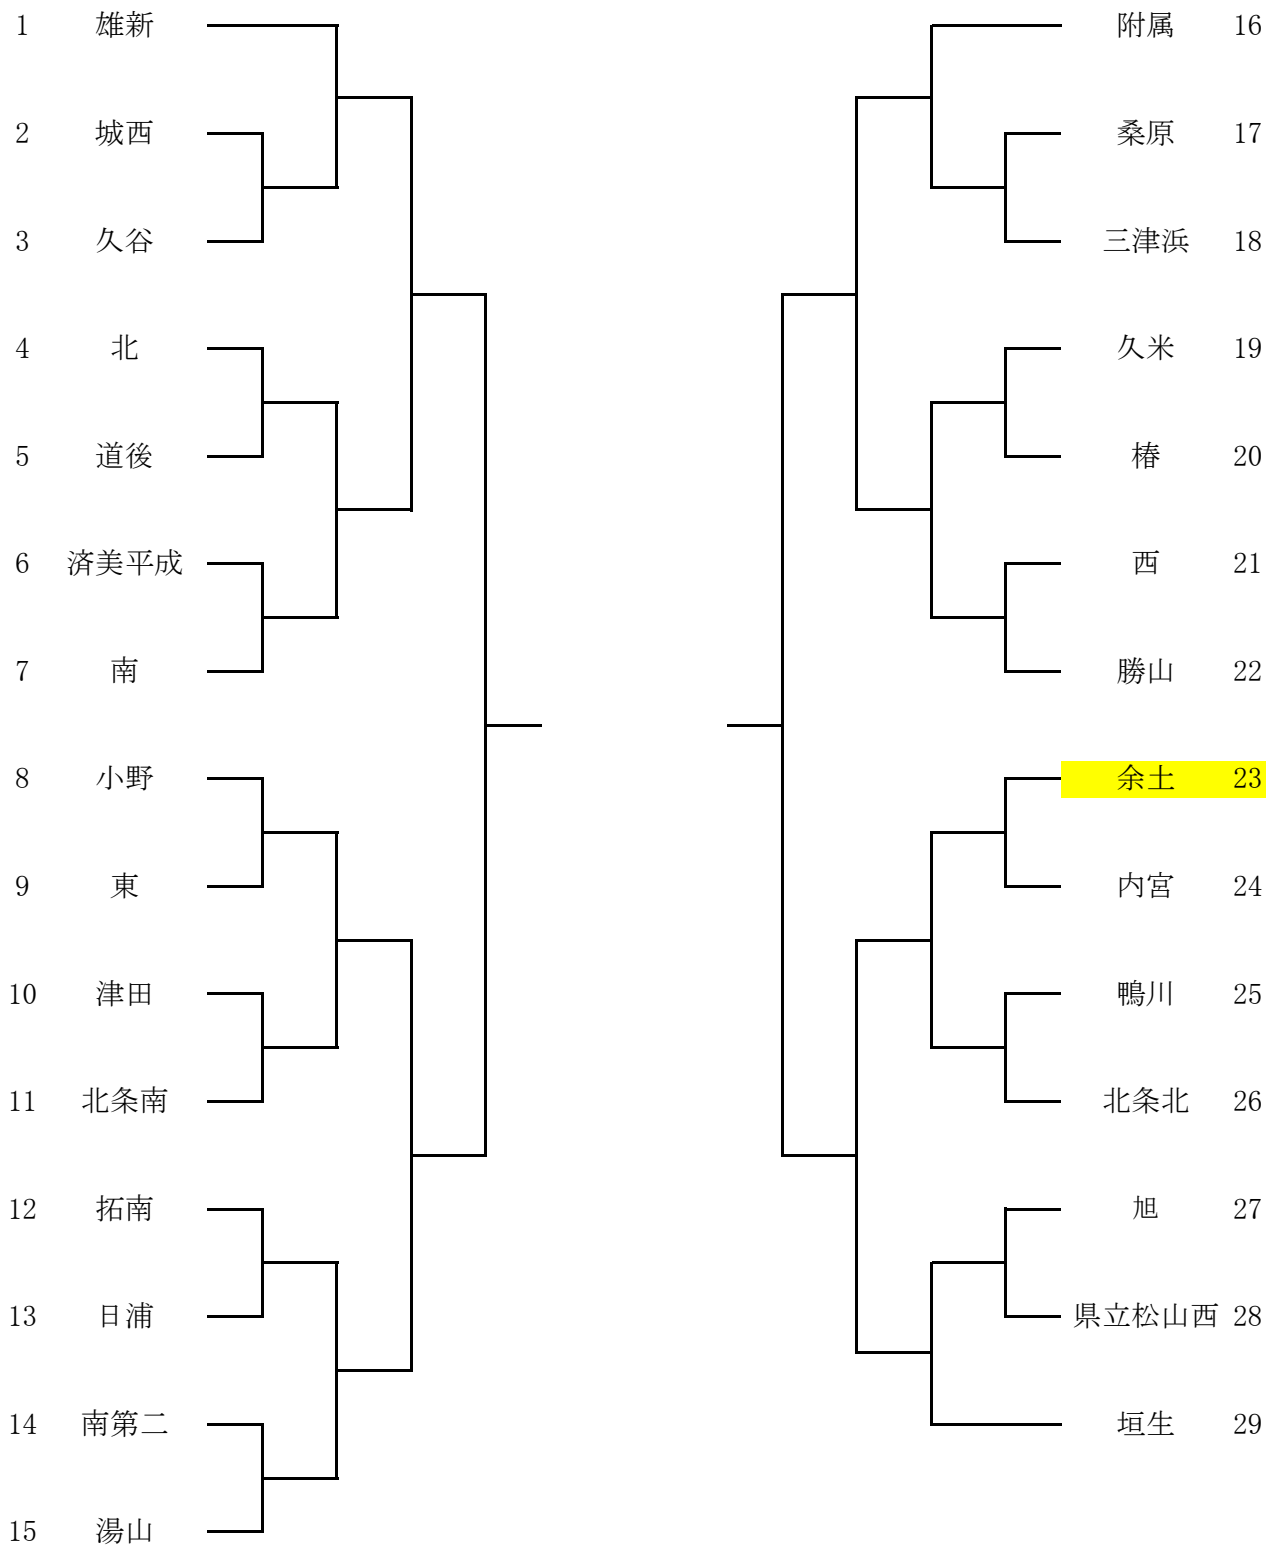 1 雄新
2 城西
3 久谷
4 北
5 道後
6 済美平成
7 南
8 小野
9 東
10 津田
11 北条南
12 拓南
13 日浦
14 南第二
15 湯山
附属 16
桑原 17
三津浜 18
久米 19
椿 20
西 21
勝山 22
余土 23
内宮 24
鴨川 25
北条北 26
旭 27
県立松山西 28
垣生 29